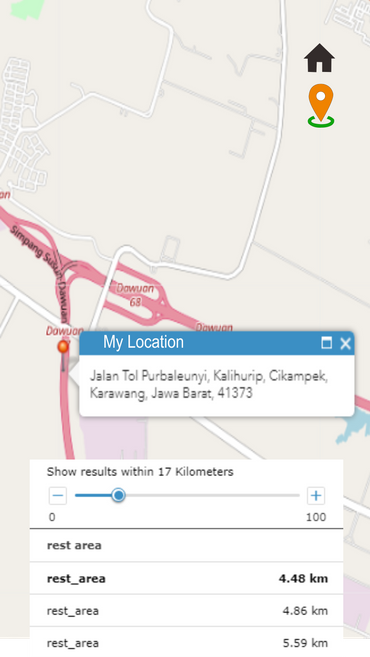 an
Simpang Susun Dawuan
Dawuan
68
Dawuan
Dawuan
My Location
Jalan Tol Purbaleunyi, Kalihurip, Cikampek,
Karawang, Jawa Barat, 41373
Show results within 17 Kilometers
0 100
rest area
rest_area 4.48 km
rest_area 4.86 km
rest_area 5.59 km